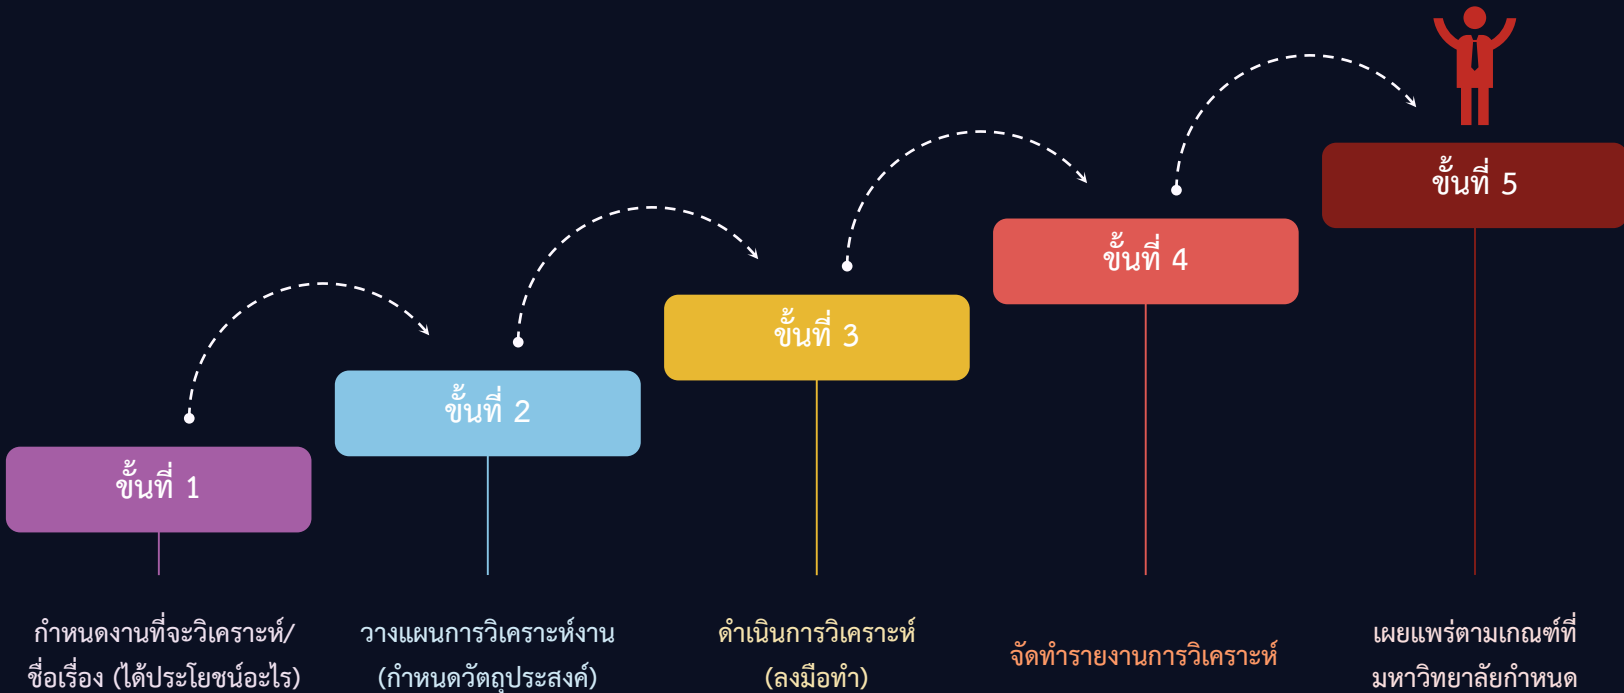 ขั้นที่ 1
กำหนดงานที่จะวิเคราะห์/
ชื่อเรื่อง (ได้ประโยชน์อะไร)
ขั้นที่ 2
วางแผนการวิเคราะห์งาน
(กำหนดวัตถุประสงค์)
ขั้นที่ 3
ดำเนินการวิเคราะห์
(ลงมือทำ)
ขั้นที่ 4
จัดทำรายงานการวิเคราะห์
ขั้นที่ 5
เผยแพร่ตามเกณฑ์ที่
มหาวิทยาลัยกำหนด